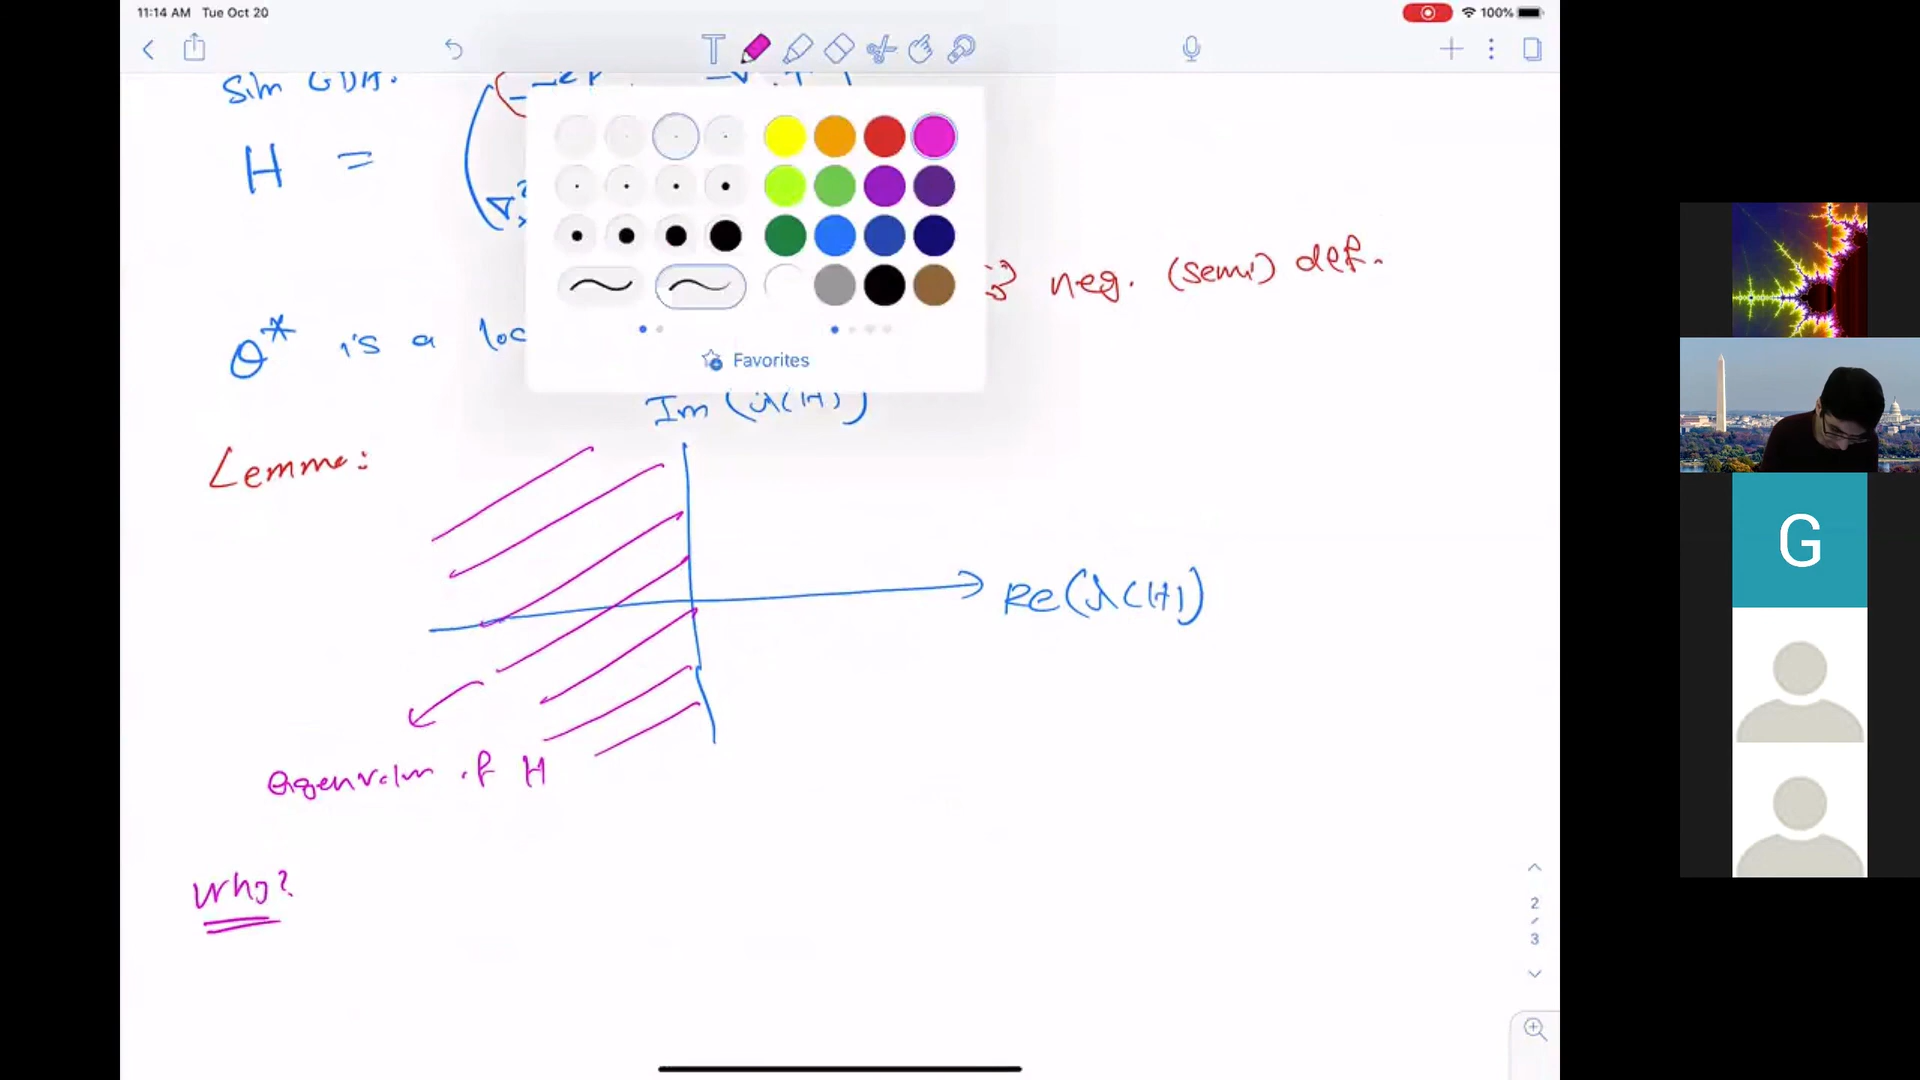 11:14 AM Tue Oct 20
100%
Sim GDA:
H =
neg. (semi) def.
θ* is a loc
Favorites
Im (λ(H))
Lemma:
Re(λ(H))
eigenvalues of H
Why?
2
3
G